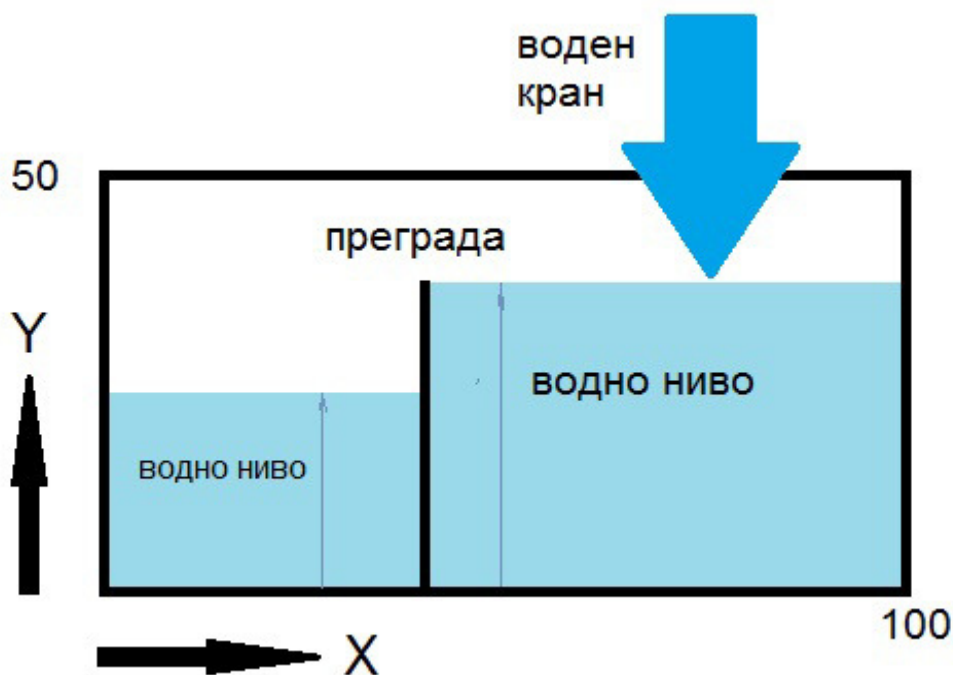 воден
кран
50
преграда
Y
водно ниво
водно ниво
100
X